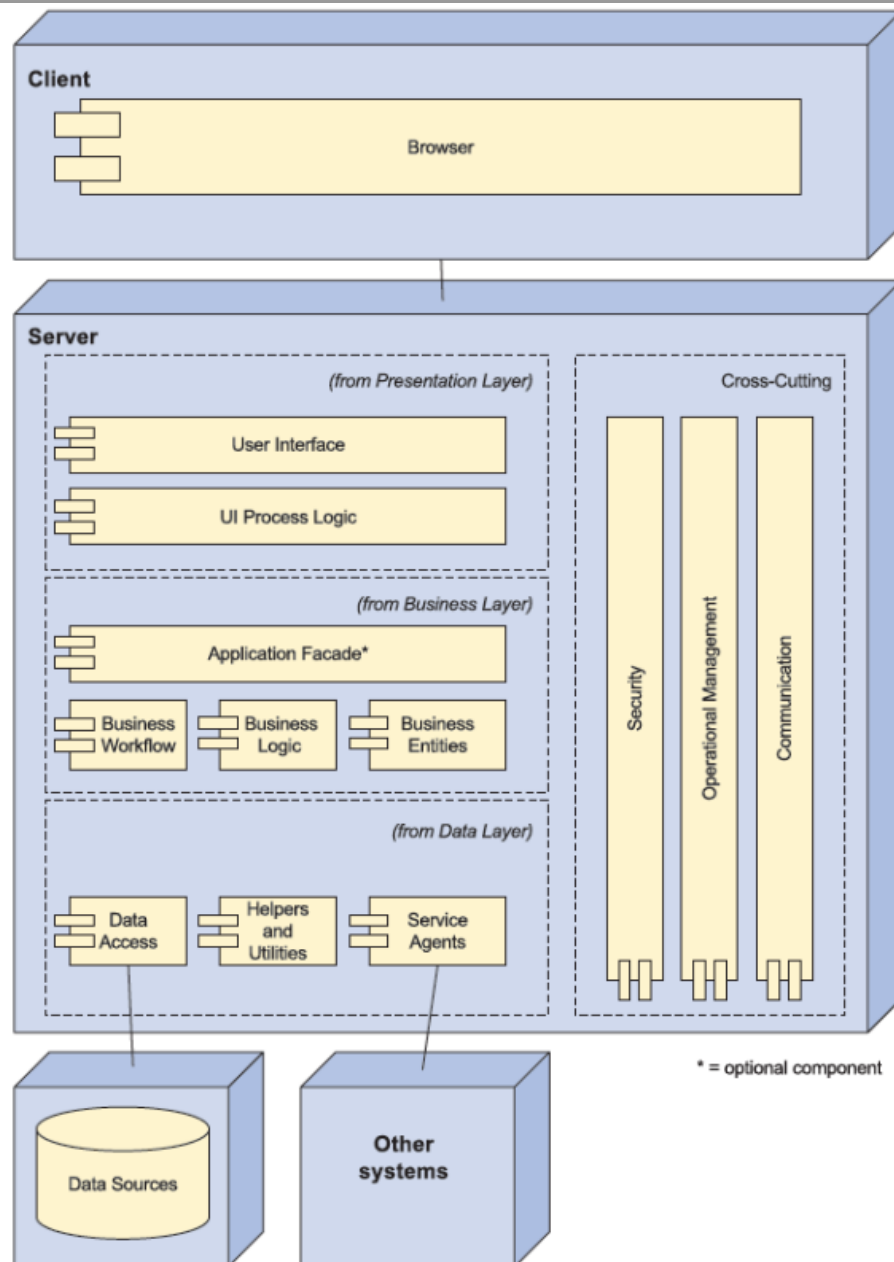 Client
Browser
Server
(from Presentation Layer)
User Interface
UI Process Logic
(from Business Layer)
Application Facade*
Business
Workflow
Business
Logic
Business
Entities
(from Data Layer)
Data
Access
Helpers
and
Utilities
Service
Agents
Cross-Cutting
Security
Operational Management
Communication
* = optional component
Data Sources
Other
systems